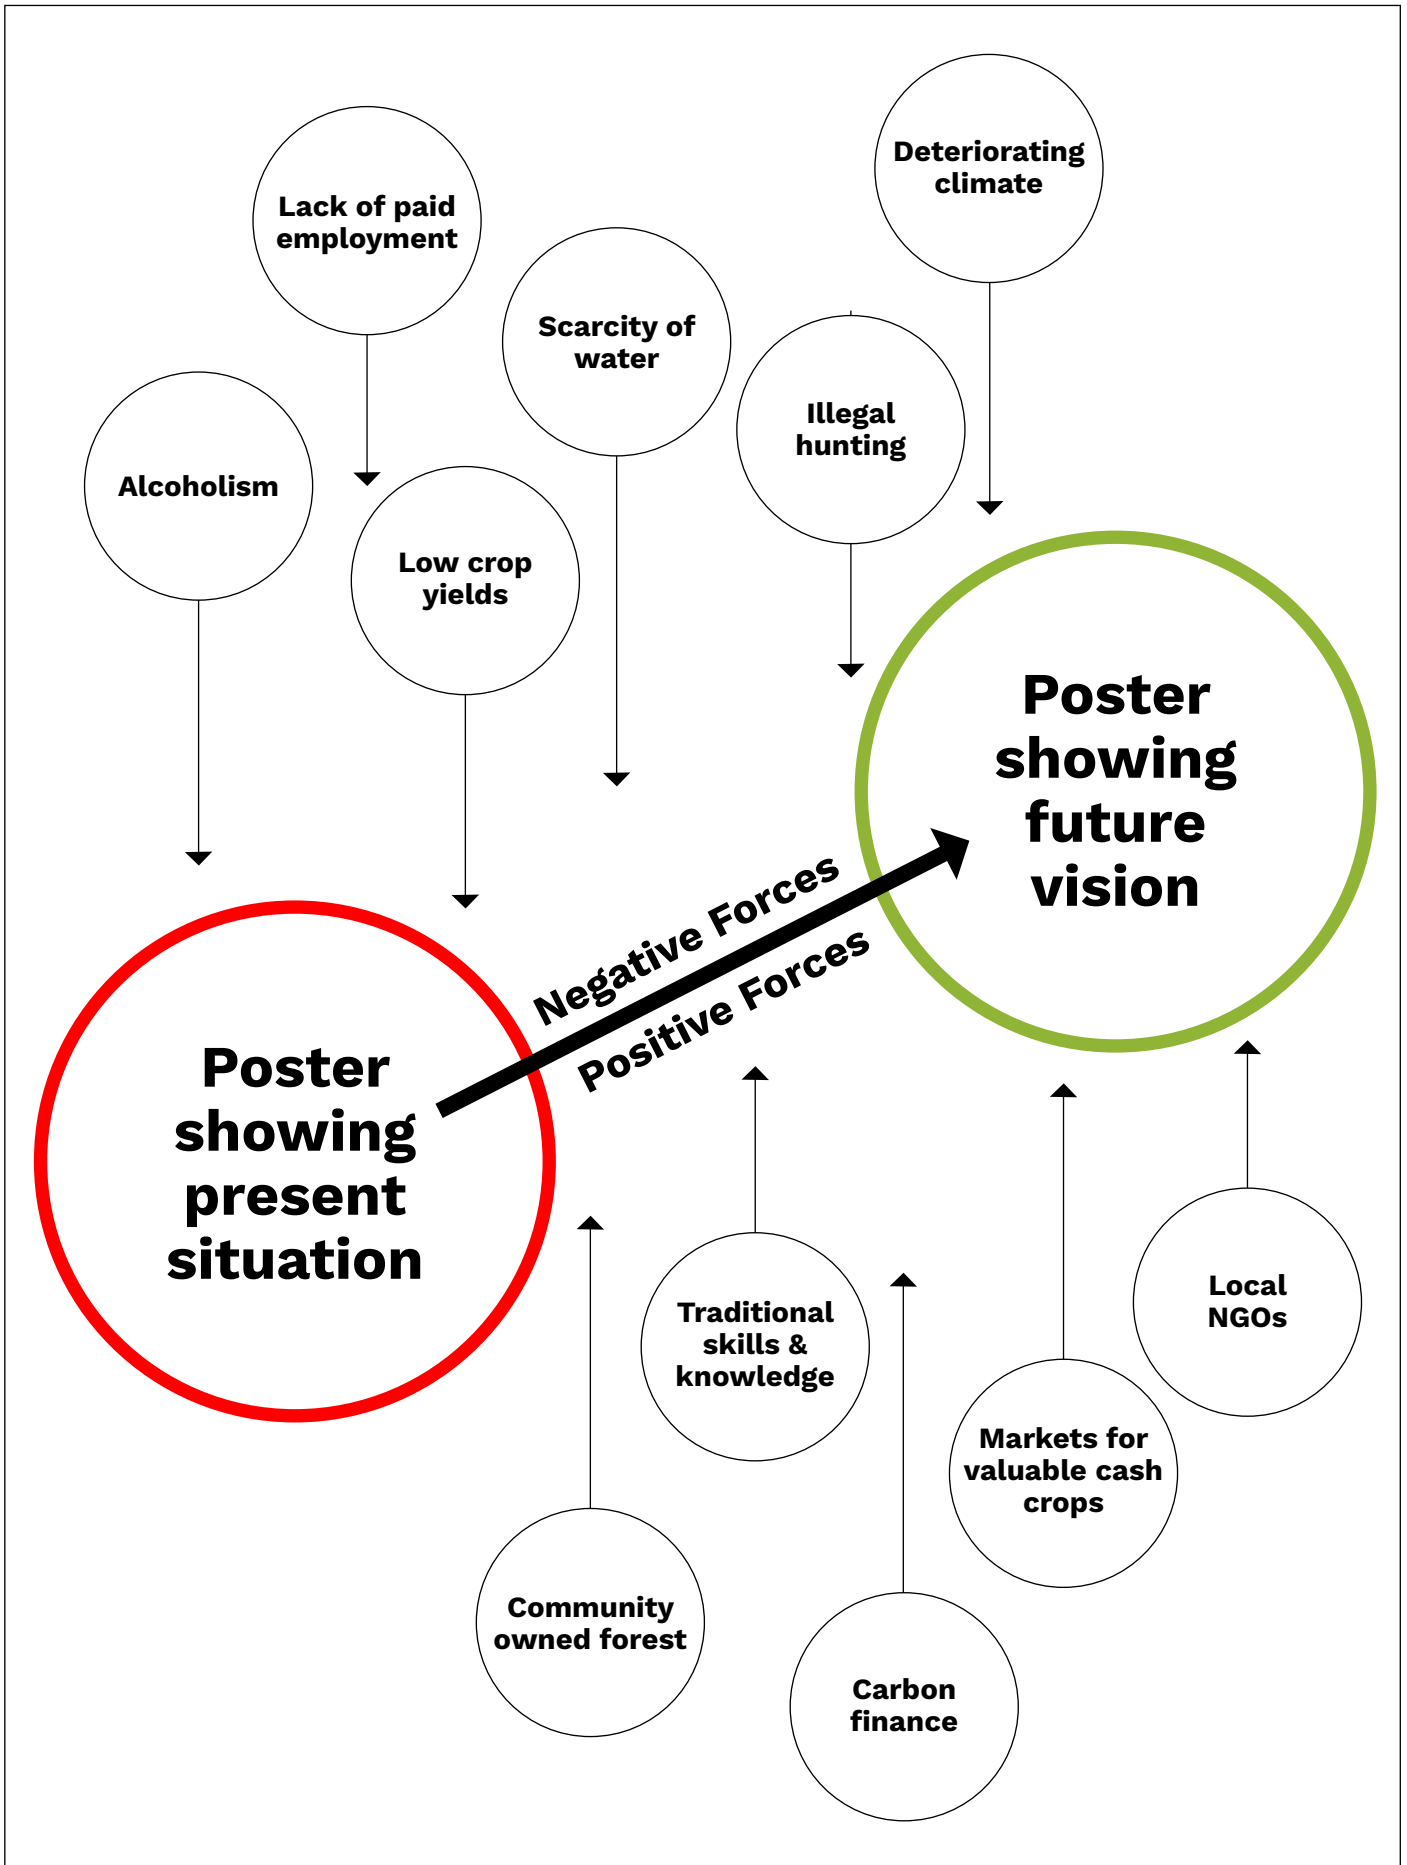 Deteriorating
climate
Lack of paid
employment
Scarcity of
water
Illegal
hunting
Alcoholism
Low crop
yields
Poster
showing
future
vision
Negative Forces
Positive Forces
Poster
showing
present
situation
Traditional
skills &
knowledge
Local
NGOs
Markets for
valuable cash
crops
Community
owned forest
Carbon
finance